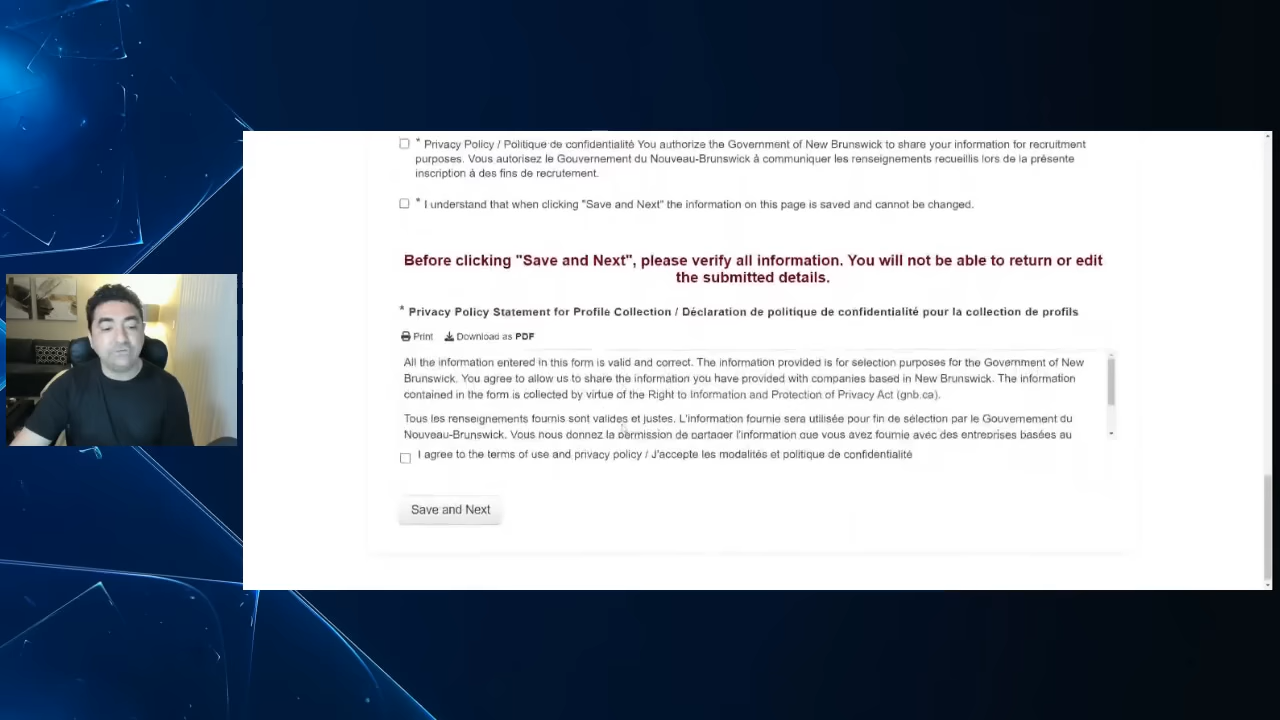 * Privacy Policy / Politique de confidentialité You authorize the Government of New Brunswick to share your information for recruitment
purposes. Vous autorisez le Gouvernement du Nouveau-Brunswick à communiquer les renseignements recueillis lors de la présente
inscription à des fins de recrutement.
* I understand that when clicking "Save and Next" the information on this page is saved and cannot be changed.
Before clicking "Save and Next", please verify all information. You will not be able to return or edit
the submitted details.
* Privacy Policy Statement for Profile Collection / Déclaration de politique de confidentialité pour la collection de profils
Print Download as PDF
All the information entered in this form is valid and correct. The information provided is for selection purposes for the Government of New
Brunswick. You agree to allow us to share the information you have provided with companies based in New Brunswick. The information
contained in the form is collected by virtue of the Right to Information and Protection of Privacy Act (gnb.ca).
Tous les renseignements fournis sont valides et justes. L'information fournie sera utilisée pour fin de sélection par le Gouvernement du
Nouveau-Brunswick. Vous nous donnez la permission de partager l'information que vous avez fournie avec des entreprises basées au
I agree to the terms of use and privacy policy / J'accepte les modalités et politique de confidentialité
Save and Next